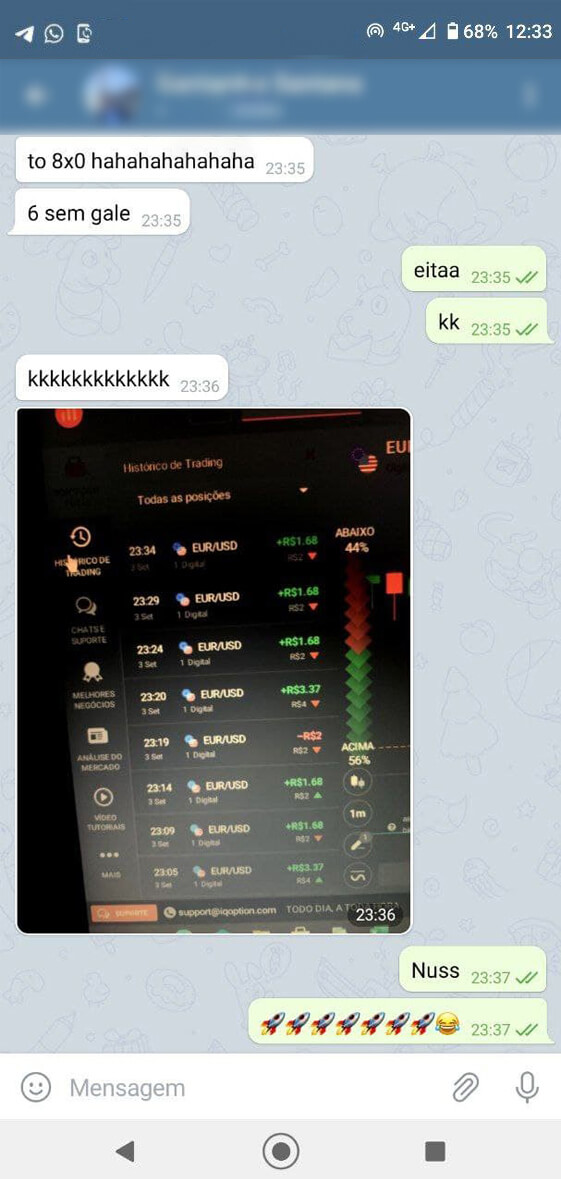 4G+ 68% 12:33
to 8x0 hahahahahahaha 23:35
6 sem gale 23:35
eitaa 23:35
kk 23:35
kkkkkkkkkkkkk 23:36
Histórico de Trading
Todas as posições
HISTÓRICO DE
TRADING
CHATS E
SUPORTE
MELHORES
NEGÓCIOS
ANÁLISE DO
MERCADO
VÍDEO
TUTORIAIS
MAIS
23:34 EUR/USD +R$1.68
3 Set 1 Digital R$2
23:29 EUR/USD +R$1.68
3 Set 1 Digital R$2
23:24 EUR/USD +R$1.68
3 Set 1 Digital R$2
23:20 EUR/USD +R$3.37
3 Set 1 Digital R$4
23:19 EUR/USD -R$2
3 Set 1 Digital R$2
23:14 EUR/USD +R$1.68
3 Set 1 Digital R$2
23:09 EUR/USD +R$1.68
3 Set 1 Digital R$2
23:05 EUR/USD +R$3.37
3 Set 1 Digital R$4
EU
ABAIXO
44%
ACIMA
56%
1m
SUPORTE support@iqoption.com TODO DIA, A
23:36
Nuss 23:37
🚀🚀🚀🚀🚀🚀🚀😂 23:37
Mensagem